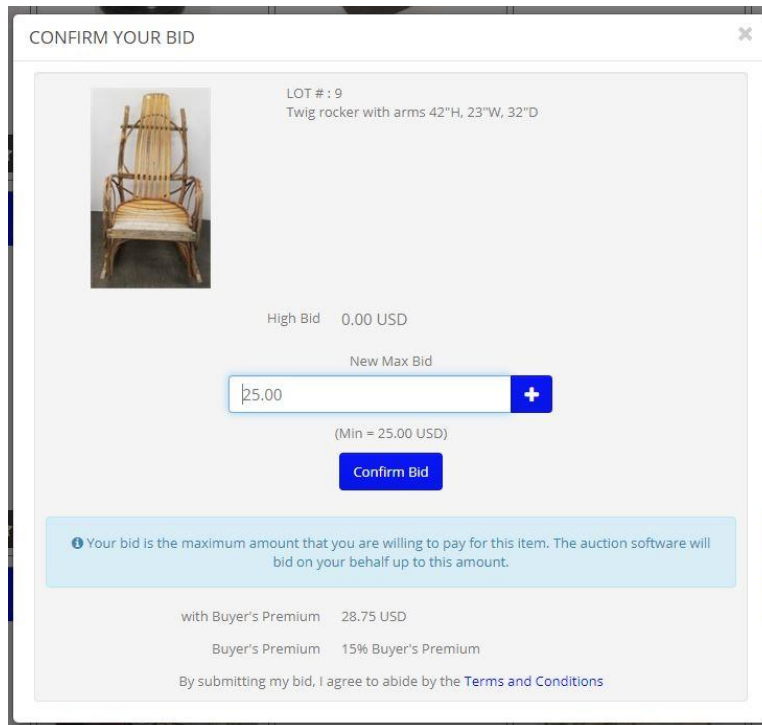 CONFIRM YOUR BID
LOT # : 9
Twig rocker with arms 42"H, 23"W, 32"D
High Bid 0.00 USD
New Max Bid
25.00
(Min = 25.00 USD)
Confirm Bid
Your bid is the maximum amount that you are willing to pay for this item. The auction software will
bid on your behalf up to this amount.
with Buyer's Premium 28.75 USD
Buyer's Premium 15% Buyer's Premium
By submitting my bid, I agree to abide by the Terms and Conditions